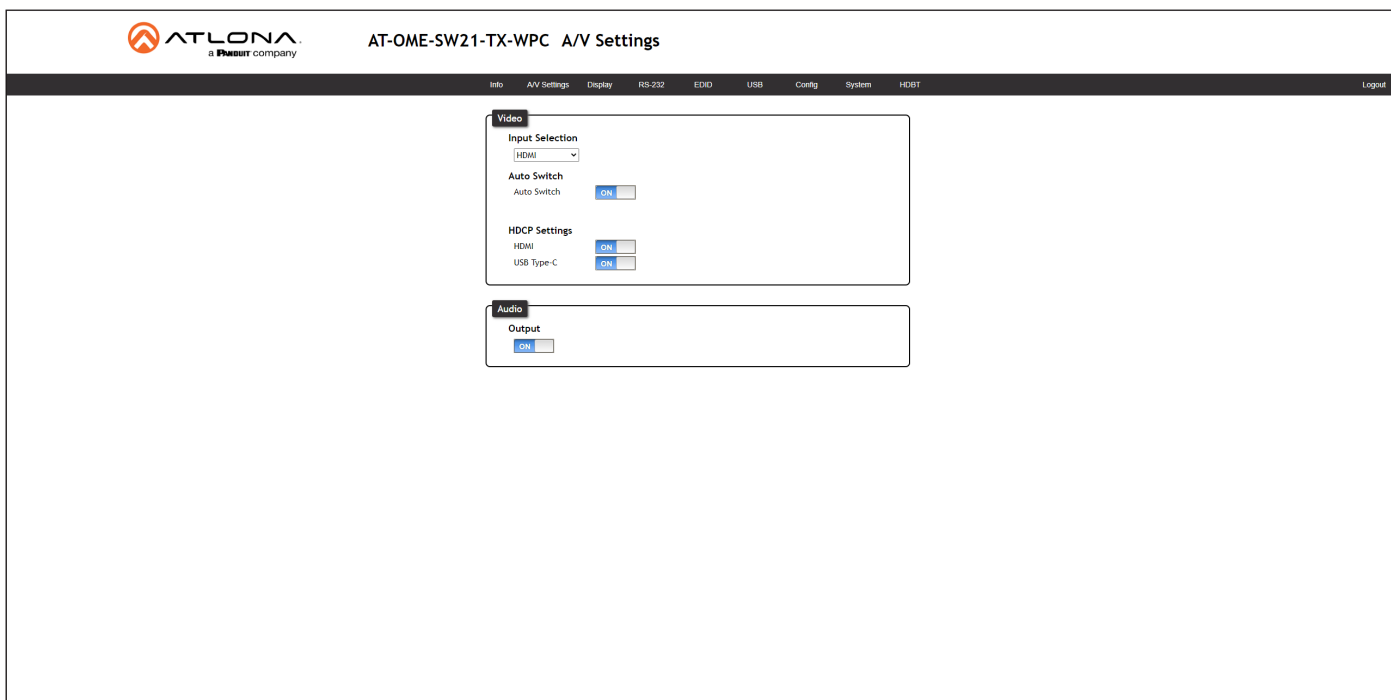 ATLONA.
a PANDUIT company
AT-OME-SW21-TX-WPC A/V Settings
Info A/V Settings Display RS-232 EDID USB Config System HDBT Logout
Video
Input Selection
HDMI
Auto Switch
Auto Switch ON
HDCP Settings
HDMI ON
USB Type-C ON
Audio
Output
ON